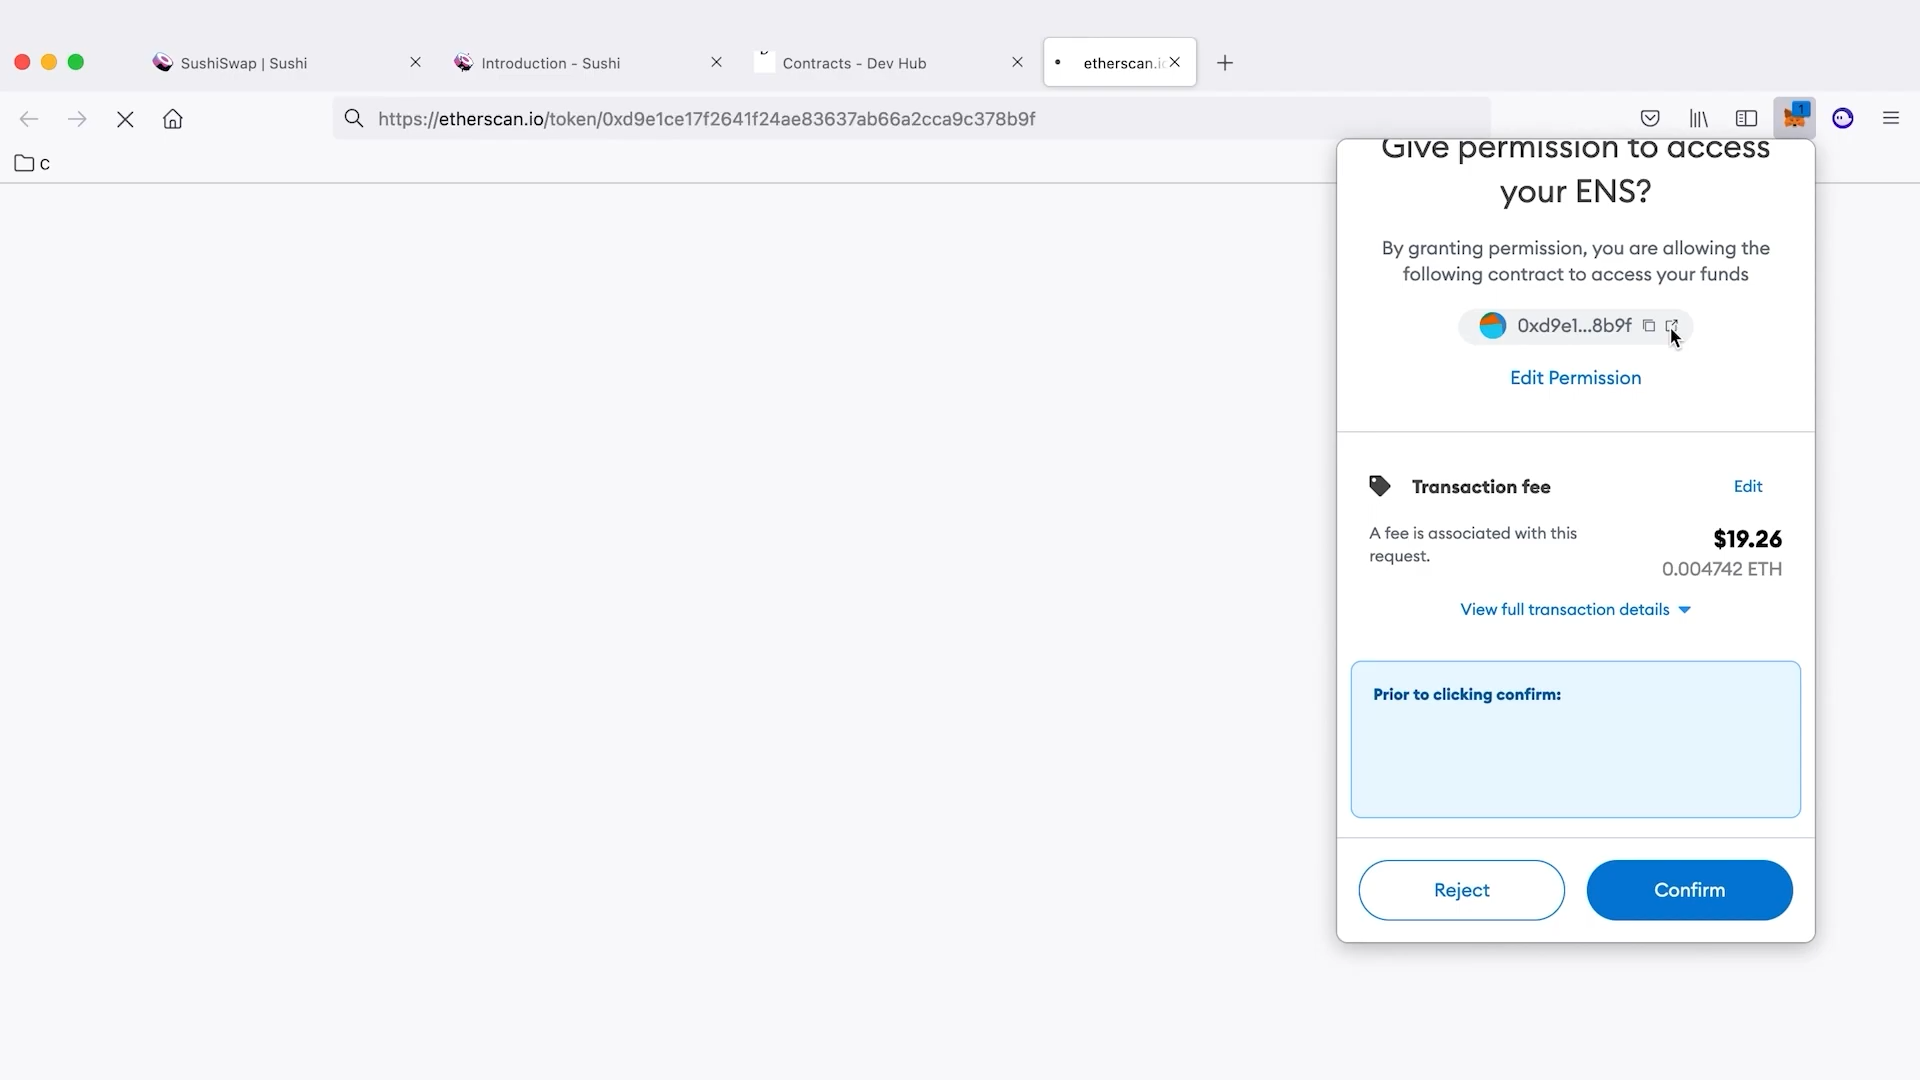 SushiSwap | Sushi
Introduction - Sushi
Contracts - Dev Hub
etherscan.i
https://etherscan.io/token/0xd9e1ce17f2641f24ae83637ab66a2cca9c378b9f
1
C
Give permission to access
your ENS?
By granting permission, you are allowing the
following contract to access your funds
0xd9e1...8b9f
Edit Permission
Transaction fee
Edit
A fee is associated with this
request.
$19.26
0.004742 ETH
View full transaction details
Prior to clicking confirm:
Reject
Confirm